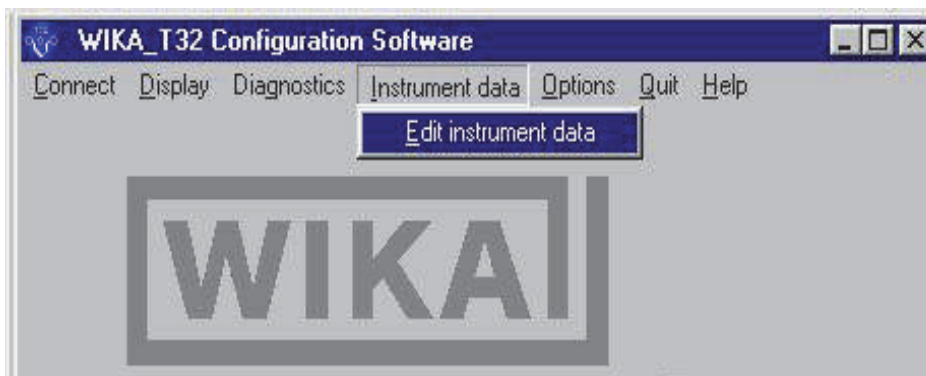 WIKA_T32 Configuration Software
Connect Display Diagnostics Instrument data Options Quit Help
Edit instrument data
WIKA